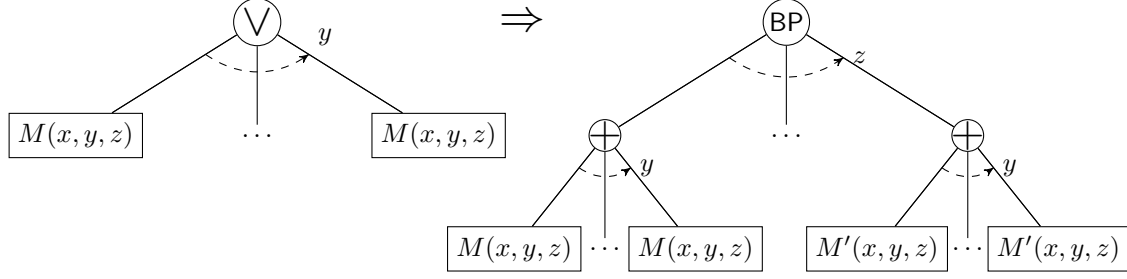 ⋁ ⇒ BP
y z
M(x, y, z) ··· M(x, y, z) ⊕ ··· ⊕
y y
M(x, y, z) ··· M(x, y, z) M′(x, y, z) ··· M′(x, y, z)